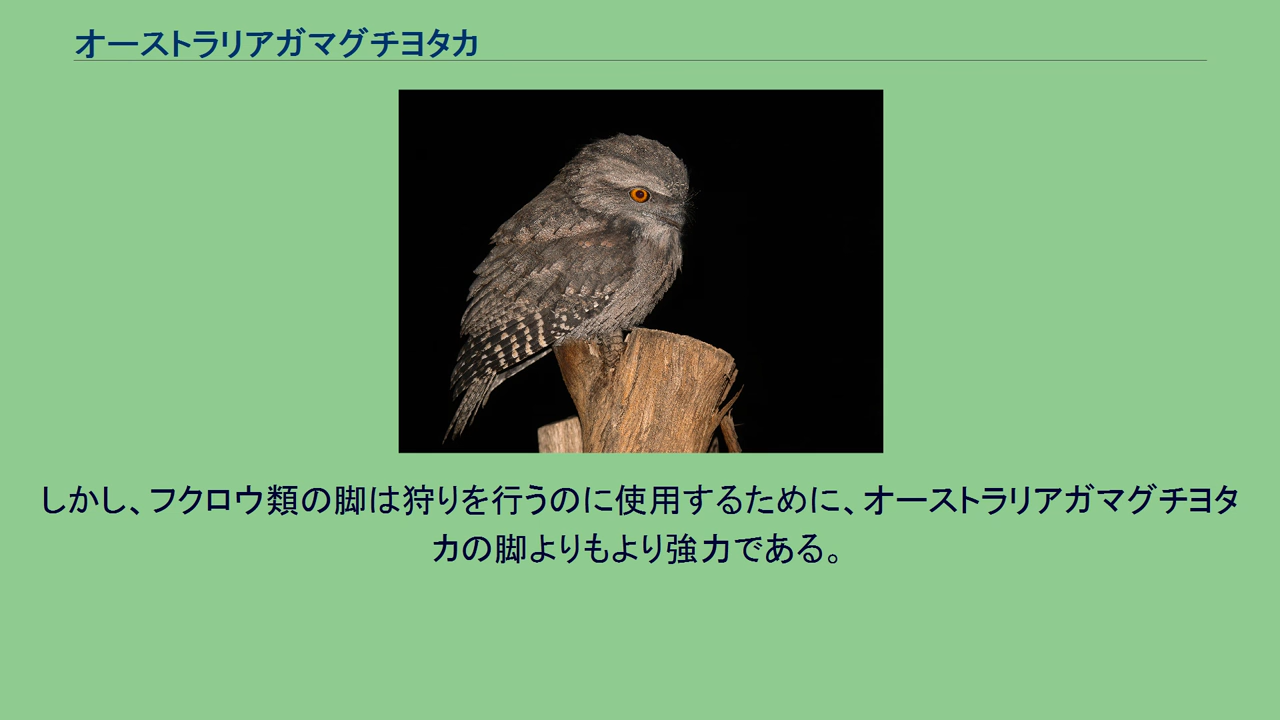 オーストラリアガマグチヨタカ
しかし、フクロウ類の脚は狩りを行うのに使用するために、オーストラリアガマグチヨタ
カの脚よりもより強力である。